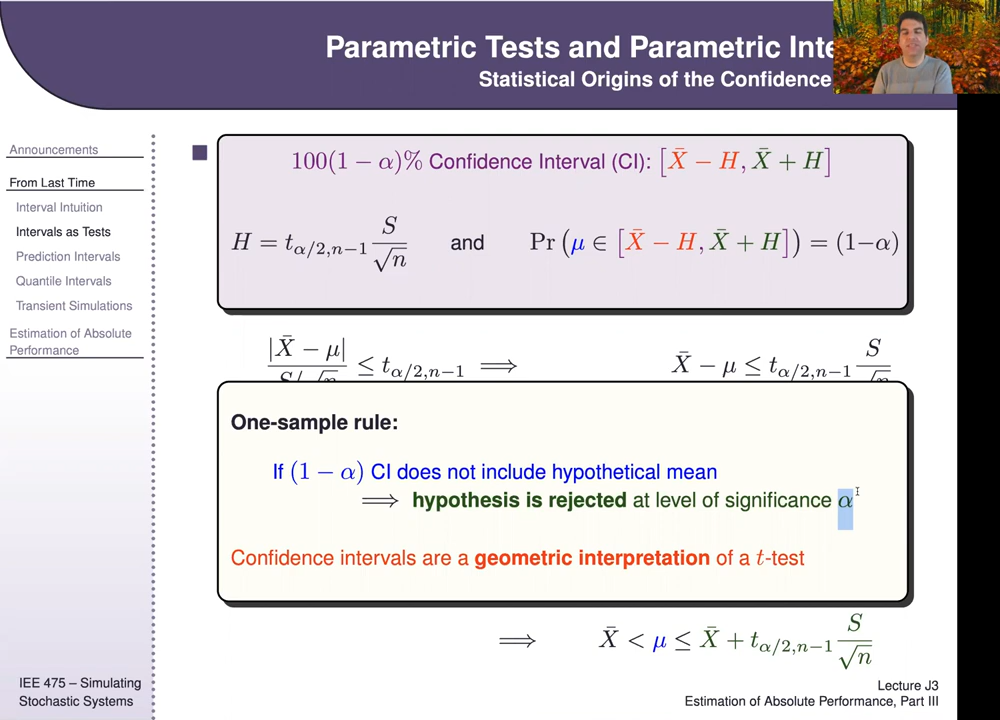 Parametric Tests and Parametric Inte
Statistical Origins of the Confidence
Announcements
From Last Time
Interval Intuition
Intervals as Tests
Prediction Intervals
Quantile Intervals
Transient Simulations
Estimation of Absolute
Performance
100(1 − α)% Confidence Interval (CI): [X̄ − H, X̄ + H]
H = t_{α/2,n−1} S/√n and Pr (μ ∈ [X̄ − H, X̄ + H]) = (1−α)
|X̄ − μ| / S/√n ≤ t_{α/2,n−1} ⟹ X̄ − μ ≤ t_{α/2,n−1} S/√n
One-sample rule:
If (1 − α) CI does not include hypothetical mean
⟹ hypothesis is rejected at level of significance α
Confidence intervals are a geometric interpretation of a t-test
⟹ X̄ < μ ≤ X̄ + t_{α/2,n−1} S/√n
IEE 475 – Simulating
Stochastic Systems
Lecture J3
Estimation of Absolute Performance, Part III